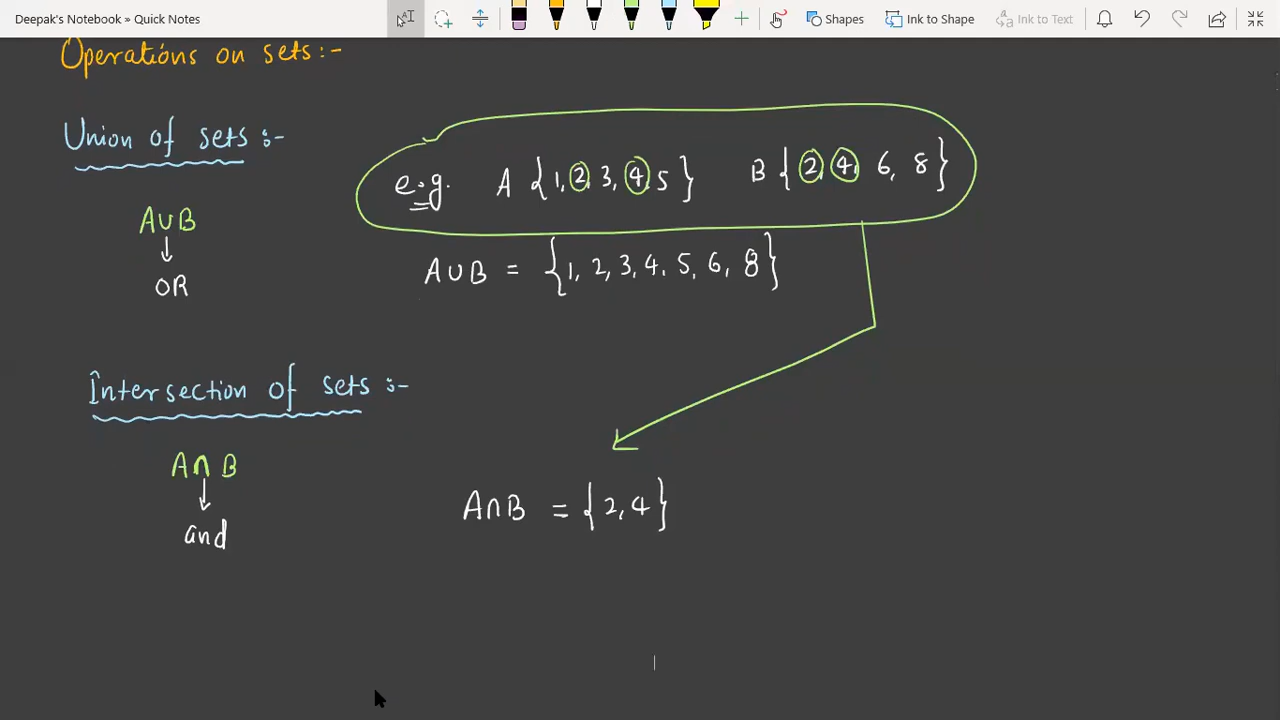 Deepak's Notebook » Quick Notes
Shapes
Ink to Shape
Ink to Text
Operations on sets:-
Union of sets :-
e.g. A {1, 2, 3, 4, 5} B {2, 4, 6, 8}
A∪B
↓
OR
A∪B = {1, 2, 3, 4, 5, 6, 8}
Intersection of sets :-
A∩B
↓
and
A∩B = {2, 4}